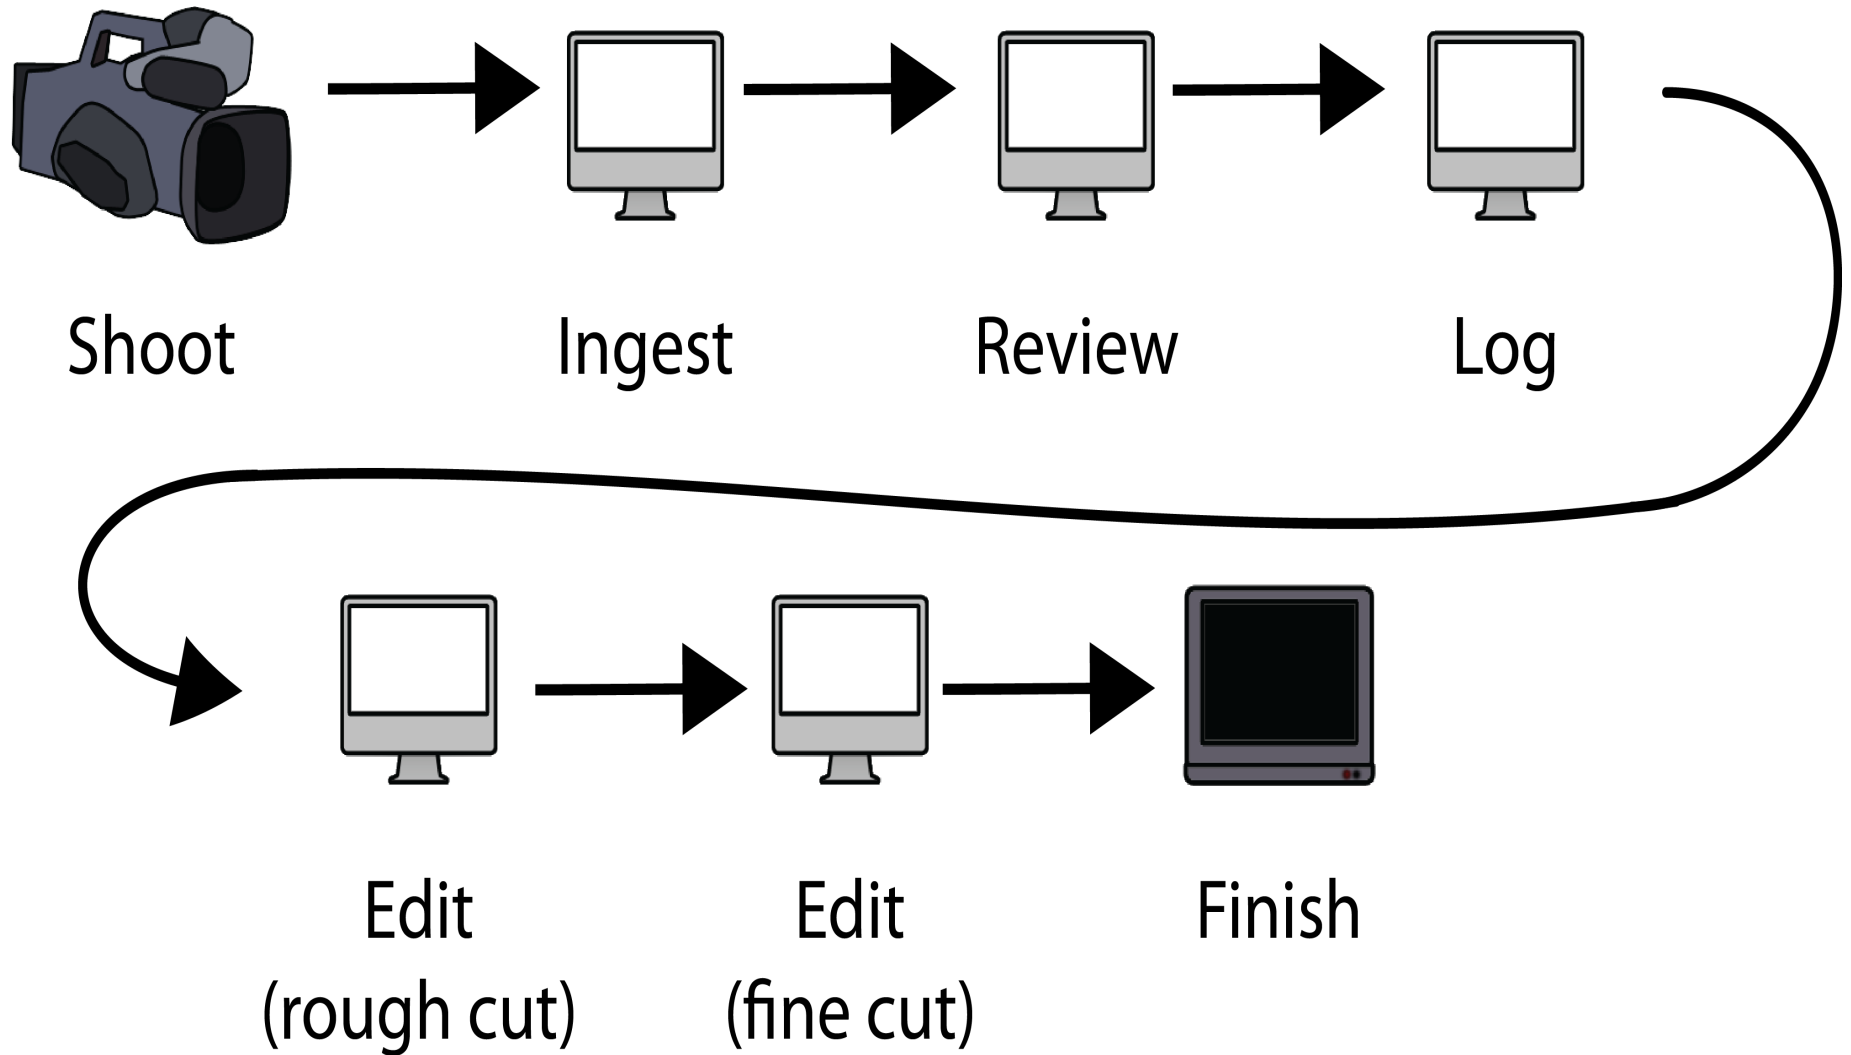 Shoot
Ingest
Review
Log
Edit
(rough cut)
Edit
(fine cut)
Finish